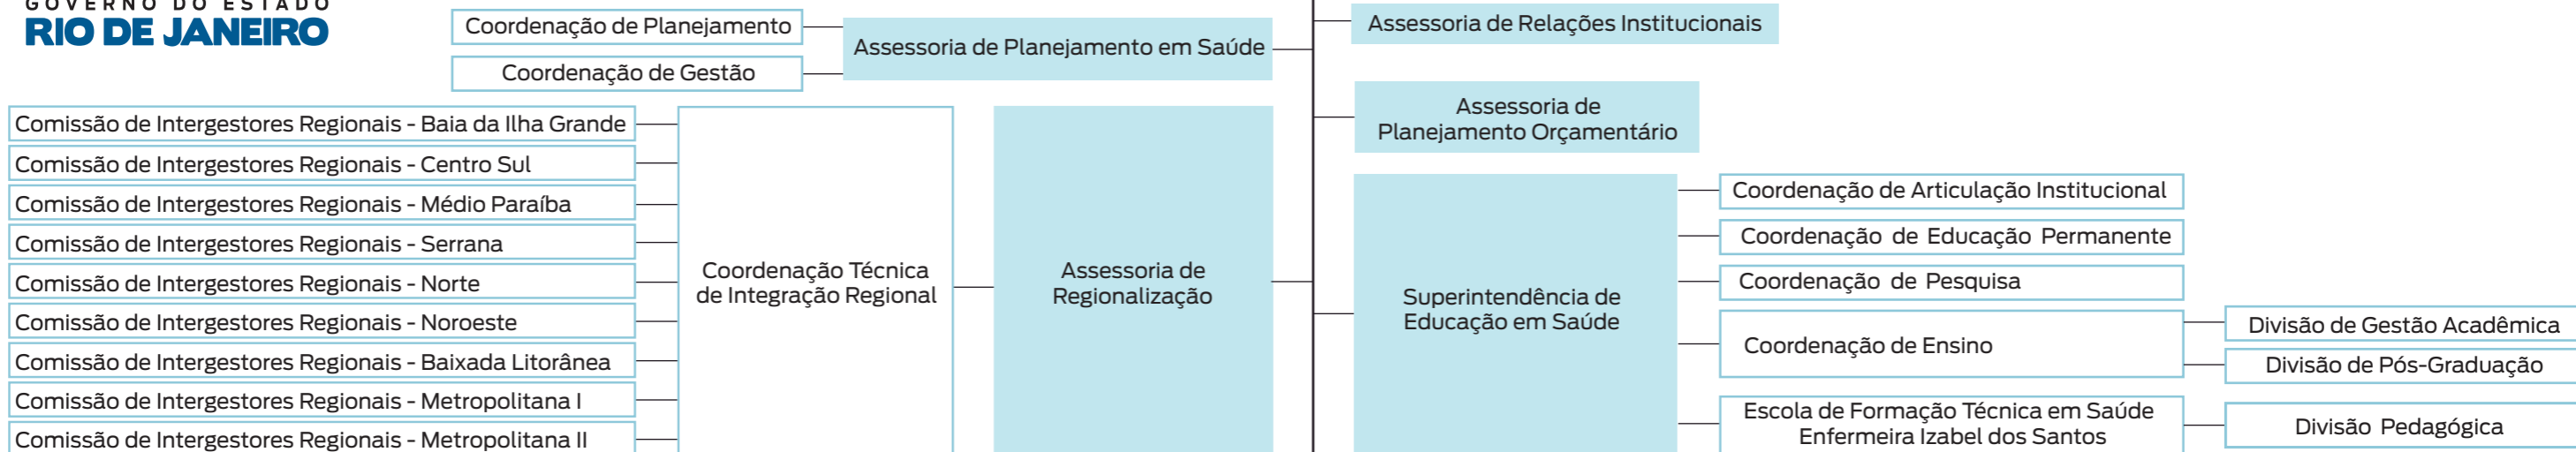 GOVERNO DO ESTADO
RIO DE JANEIRO
Coordenação de Planejamento
Coordenação de Gestão
Assessoria de Planejamento em Saúde
Comissão de Intergestores Regionais - Baia da Ilha Grande
Comissão de Intergestores Regionais - Centro Sul
Comissão de Intergestores Regionais - Médio Paraíba
Comissão de Intergestores Regionais - Serrana
Comissão de Intergestores Regionais - Norte
Comissão de Intergestores Regionais - Noroeste
Comissão de Intergestores Regionais - Baixada Litorânea
Comissão de Intergestores Regionais - Metropolitana I
Comissão de Intergestores Regionais - Metropolitana II
Coordenação Técnica
de Integração Regional
Assessoria de
Regionalização
Assessoria de Relações Institucionais
Assessoria de
Planejamento Orçamentário
Superintendência de
Educação em Saúde
Coordenação de Articulação Institucional
Coordenação de Educação Permanente
Coordenação de Pesquisa
Coordenação de Ensino
Divisão de Gestão Acadêmica
Divisão de Pós-Graduação
Escola de Formação Técnica em Saúde
Enfermeira Izabel dos Santos
Divisão Pedagógica